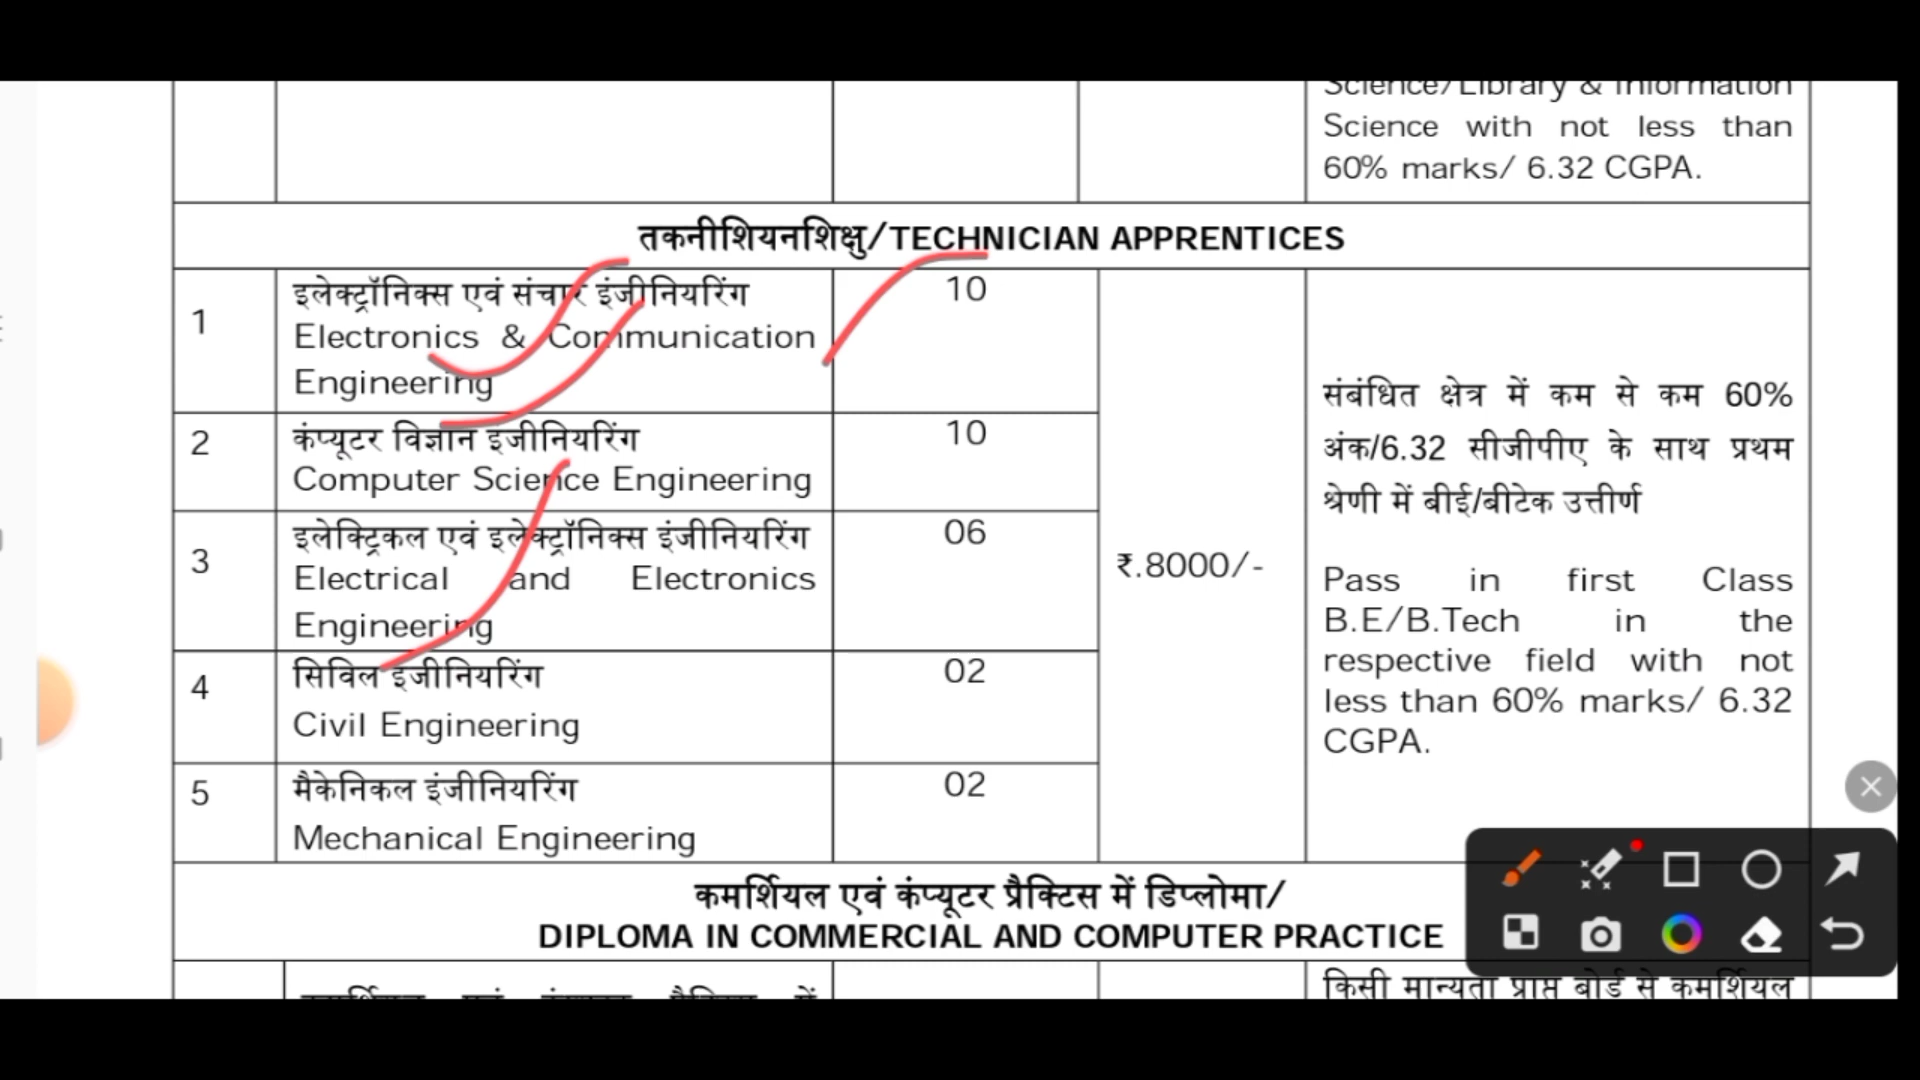 Science/Library & Information
Science with not less than
60% marks/ 6.32 CGPA.
तकनीशियनशिक्षु/TECHNICIAN APPRENTICES
1
इलेक्ट्रॉनिक्स एवं संचार इंजीनियरिंग
Electronics & Communication
Engineering
10
2
कंप्यूटर विज्ञान इंजीनियरिंग
Computer Science Engineering
10
3
इलेक्ट्रिकल एवं इलेक्ट्रॉनिक्स इंजीनियरिंग
Electrical and Electronics
Engineering
06
4
सिविल इंजीनियरिंग
Civil Engineering
02
5
मैकेनिकल इंजीनियरिंग
Mechanical Engineering
02
₹.8000/-
संबंधित क्षेत्र में कम से कम 60%
अंक/6.32 सीजीपीए के साथ प्रथम
श्रेणी में बीई/बीटेक उत्तीर्ण
Pass in first Class
B.E/B.Tech in the
respective field with not
less than 60% marks/ 6.32
CGPA.
कमर्शियल एवं कंप्यूटर प्रैक्टिस में डिप्लोमा/
DIPLOMA IN COMMERCIAL AND COMPUTER PRACTICE
किसी मान्यता प्राप्त बोर्ड से कमर्शियल